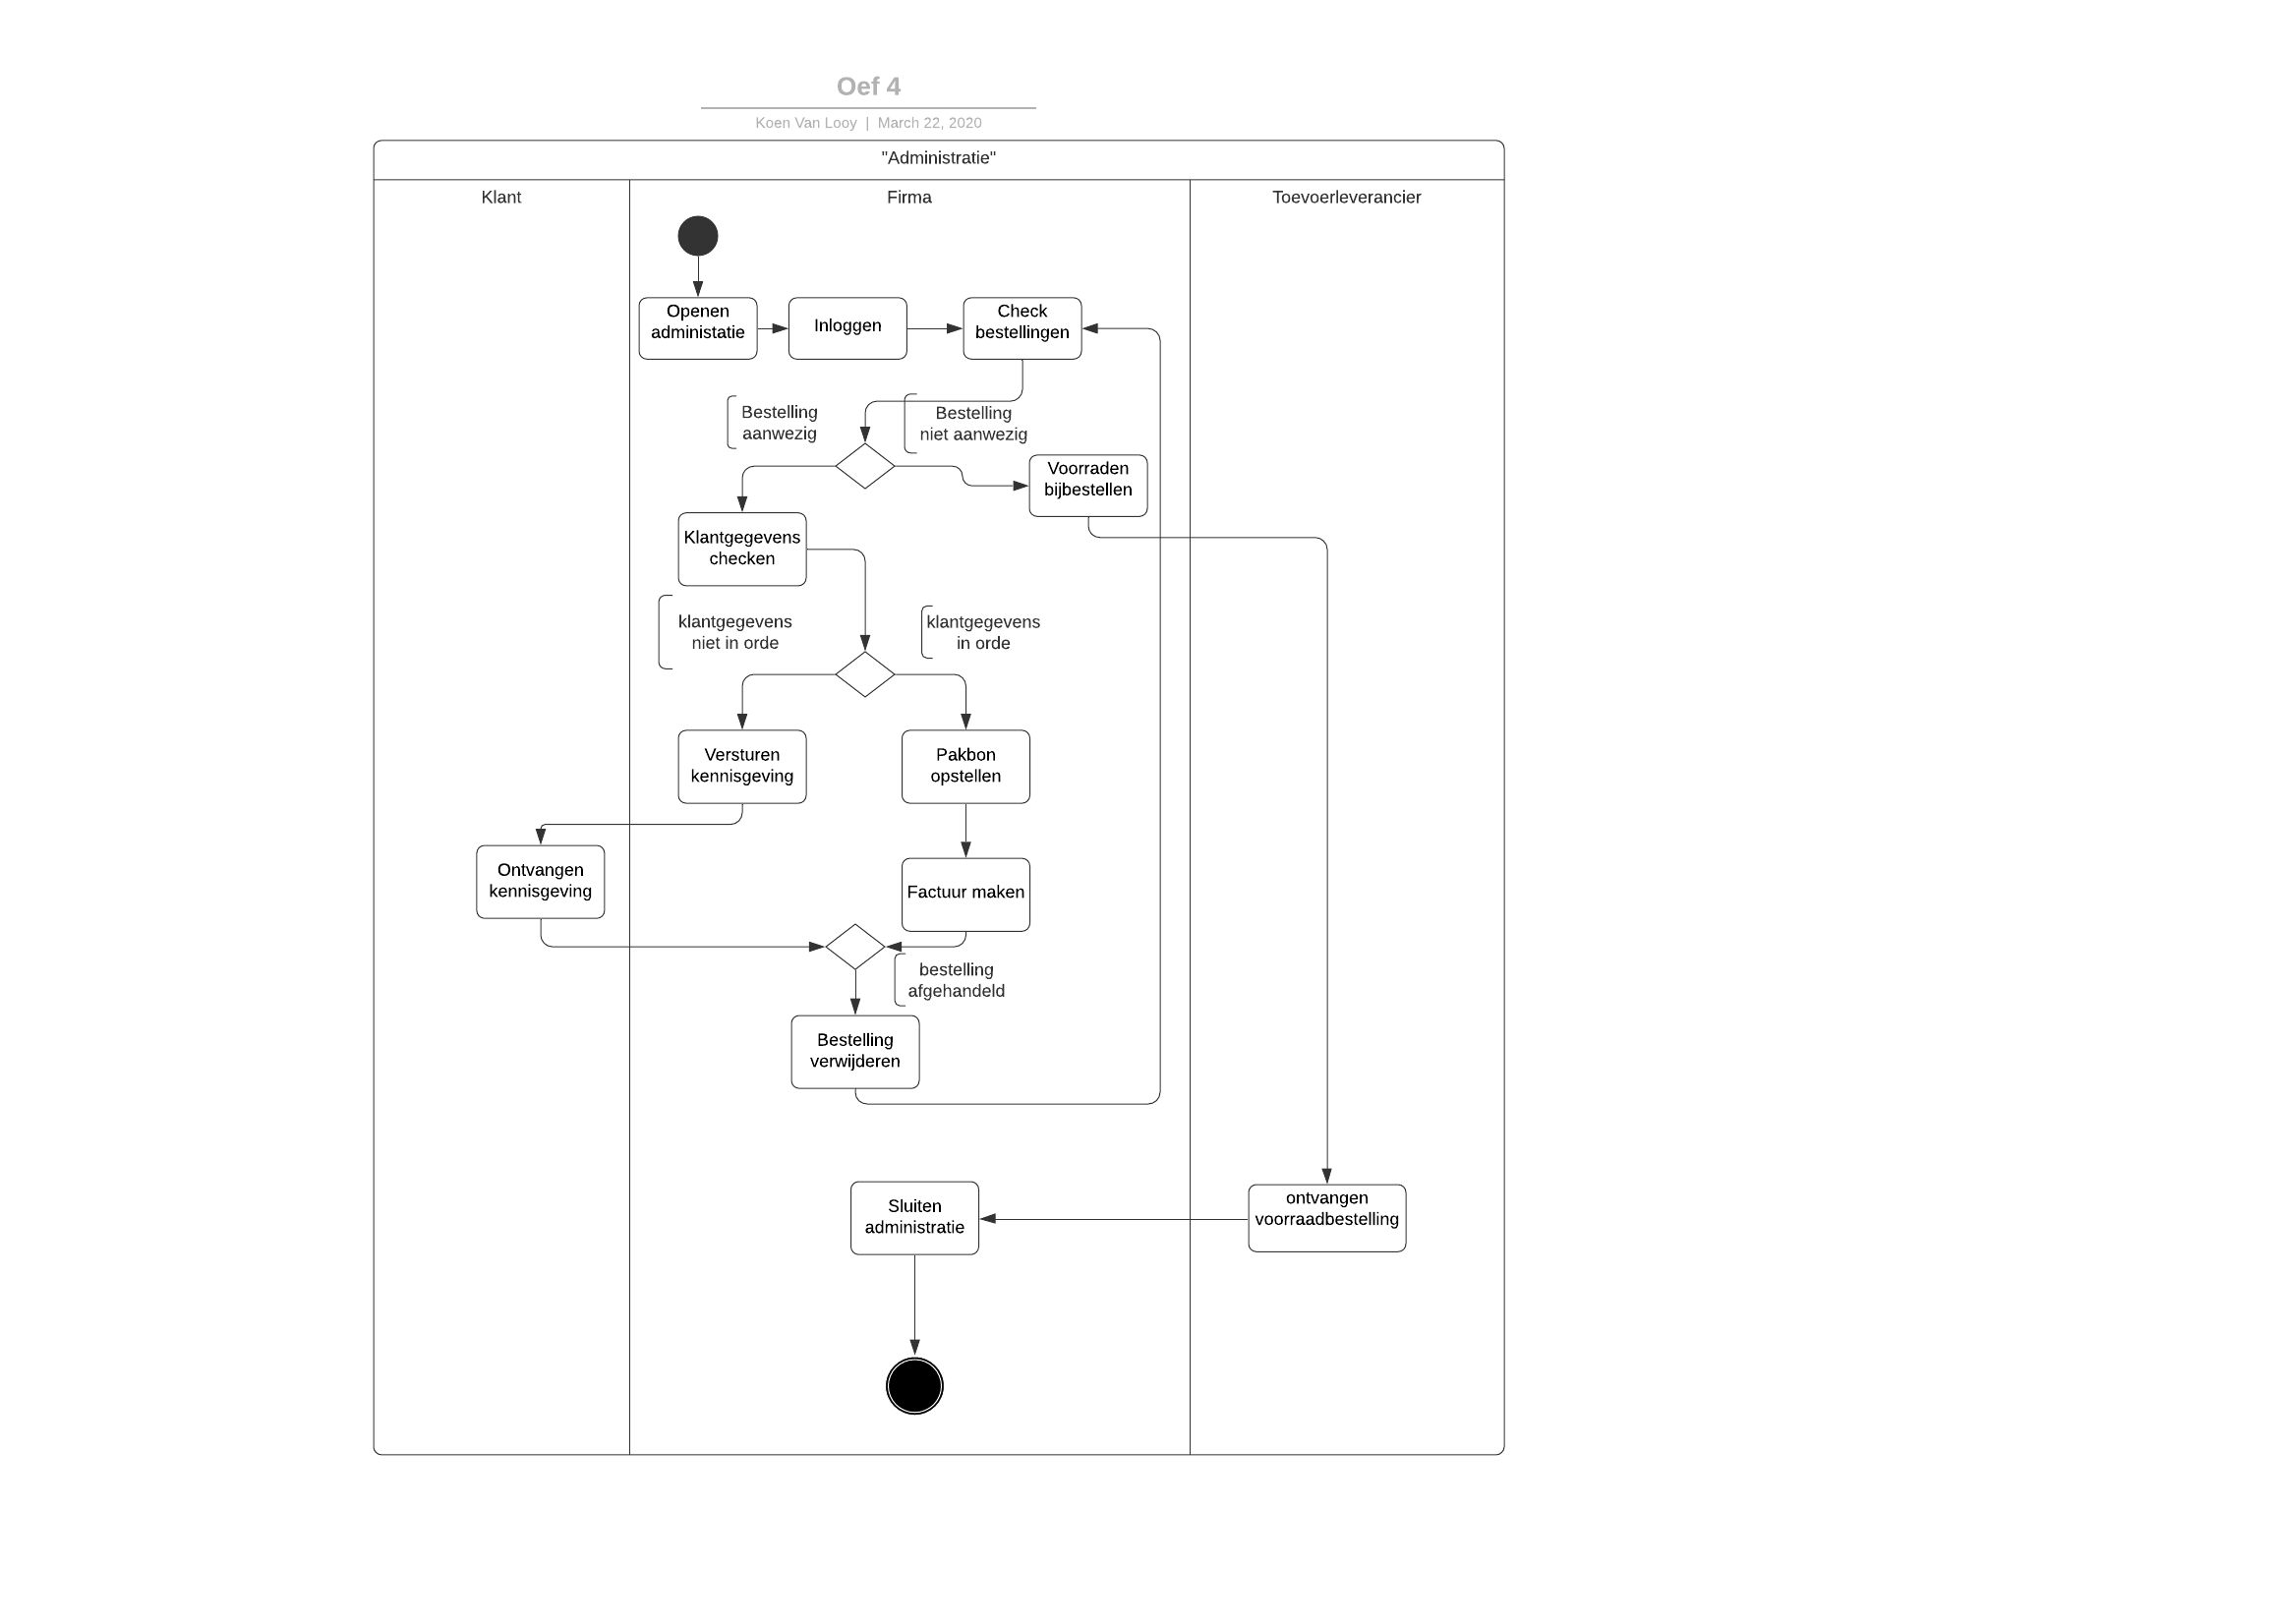 Oef 4
Koen Van Looy | March 22, 2020
"Administratie"
Klant
Firma
Toevoerleverancier
Openen
administatie
Inloggen
Check
bestellingen
Bestelling
aanwezig
Bestelling
niet aanwezig
Voorraden
bijbestellen
Klantgegevens
checken
klantgegevens
niet in orde
klantgegevens
in orde
Versturen
kennisgeving
Pakbon
opstellen
Ontvangen
kennisgeving
Factuur maken
bestelling
afgehandeld
Bestelling
verwijderen
Sluiten
administratie
ontvangen
voorraadbestelling